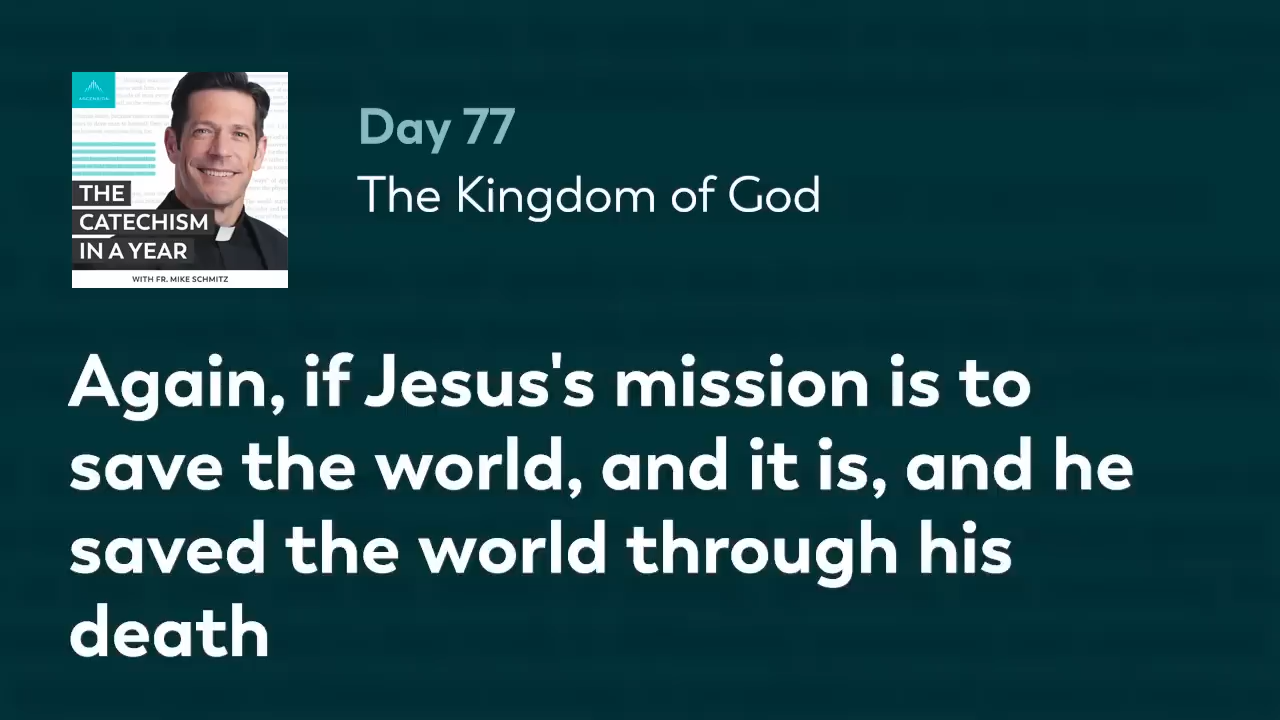 ASCENSION
THE
CATECHISM
IN A YEAR
WITH FR. MIKE SCHMITZ
Day 77
The Kingdom of God
Again, if Jesus's mission is to
save the world, and it is, and he
saved the world through his
death